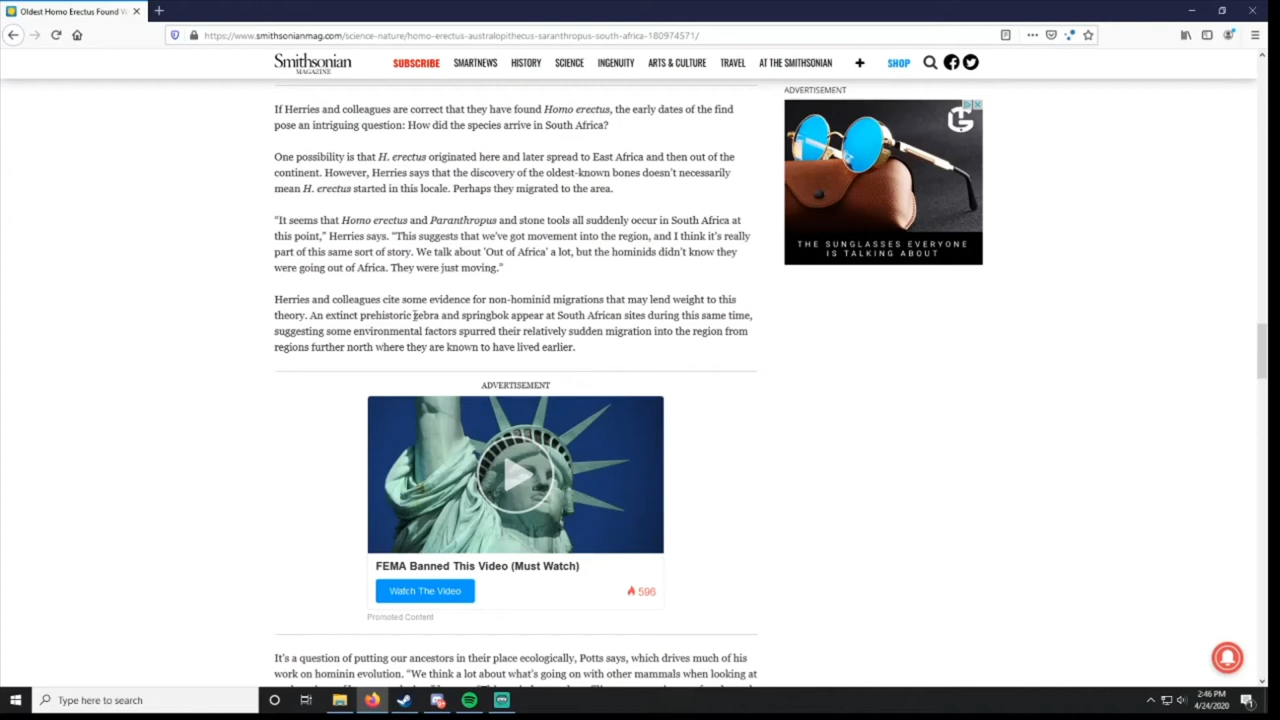 Oldest Homo Erectus Found W
https://www.smithsonianmag.com/science-nature/homo-erectus-australopithecus-saranthropus-south-africa-180974571/
Smithsonian
MAGAZINE
SUBSCRIBE SMARTNEWS HISTORY SCIENCE INGENUITY ARTS & CULTURE TRAVEL AT THE SMITHSONIAN SHOP
If Herries and colleagues are correct that they have found Homo erectus, the early dates of the find
pose an intriguing question: How did the species arrive in South Africa?
One possibility is that H. erectus originated here and later spread to East Africa and then out of the
continent. However, Herries says that the discovery of the oldest-known bones doesn't necessarily
mean H. erectus started in this locale. Perhaps they migrated to the area.
“It seems that Homo erectus and Paranthropus and stone tools all suddenly occur in South Africa at
this point,” Herries says. “This suggests that we've got movement into the region, and I think it's really
part of this same sort of story. We talk about 'Out of Africa' a lot, but the hominids didn't know they
were going out of Africa. They were just moving.”
Herries and colleagues cite some evidence for non-hominid migrations that may lend weight to this
theory. An extinct prehistoric zebra and springbok appear at South African sites during this same time,
suggesting some environmental factors spurred their relatively sudden migration into the region from
regions further north where they are known to have lived earlier.
ADVERTISEMENT
THE SUNGLASSES EVERYONE
IS TALKING ABOUT
ADVERTISEMENT
FEMA Banned This Video (Must Watch)
Watch The Video
596
Promoted Content
It's a question of putting our ancestors in their place ecologically, Potts says, which drives much of his
work on hominin evolution. “We think a lot about what's going on with other mammals when looking at
Type here to search
2:46 PM
4/24/2020